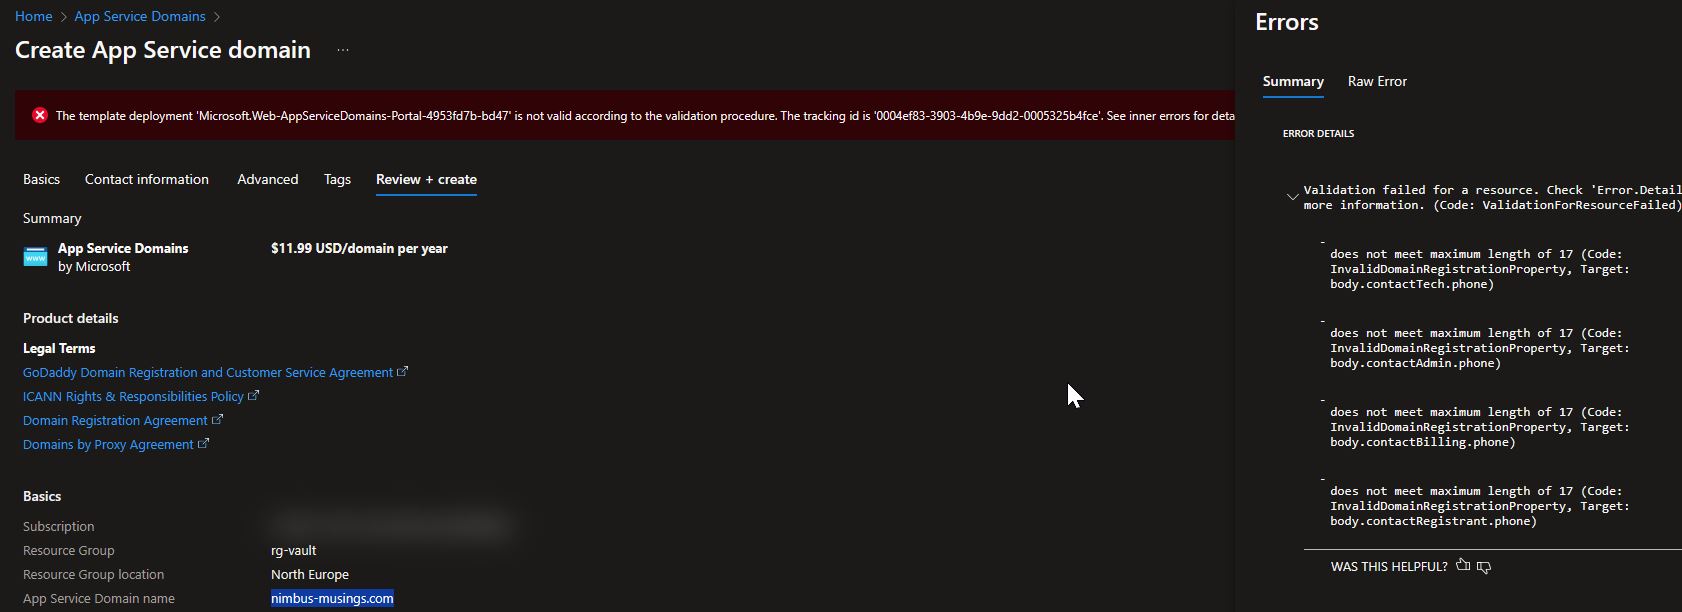 Home > App Service Domains >
Create App Service domain ...
The template deployment 'Microsoft.Web-AppServiceDomains-Portal-4953fd7b-bd47' is not valid according to the validation procedure. The tracking id is '0004ef83-3903-4b9e-9dd2-0005325b4fce'. See inner errors for deta
Basics Contact information Advanced Tags Review + create
Summary
App Service Domains $11.99 USD/domain per year
by Microsoft
Product details
Legal Terms
GoDaddy Domain Registration and Customer Service Agreement
ICANN Rights & Responsibilities Policy
Domain Registration Agreement
Domains by Proxy Agreement
Basics
Subscription
Resource Group rg-vault
Resource Group location North Europe
App Service Domain name nimbus-musings.com
Errors
Summary Raw Error
ERROR DETAILS
Validation failed for a resource. Check 'Error.Detail
more information. (Code: ValidationForResourceFailed)
-
does not meet maximum length of 17 (Code:
InvalidDomainRegistrationProperty, Target:
body.contactTech.phone)
-
does not meet maximum length of 17 (Code:
InvalidDomainRegistrationProperty, Target:
body.contactAdmin.phone)
-
does not meet maximum length of 17 (Code:
InvalidDomainRegistrationProperty, Target:
body.contactBilling.phone)
-
does not meet maximum length of 17 (Code:
InvalidDomainRegistrationProperty, Target:
body.contactRegistrant.phone)
WAS THIS HELPFUL?